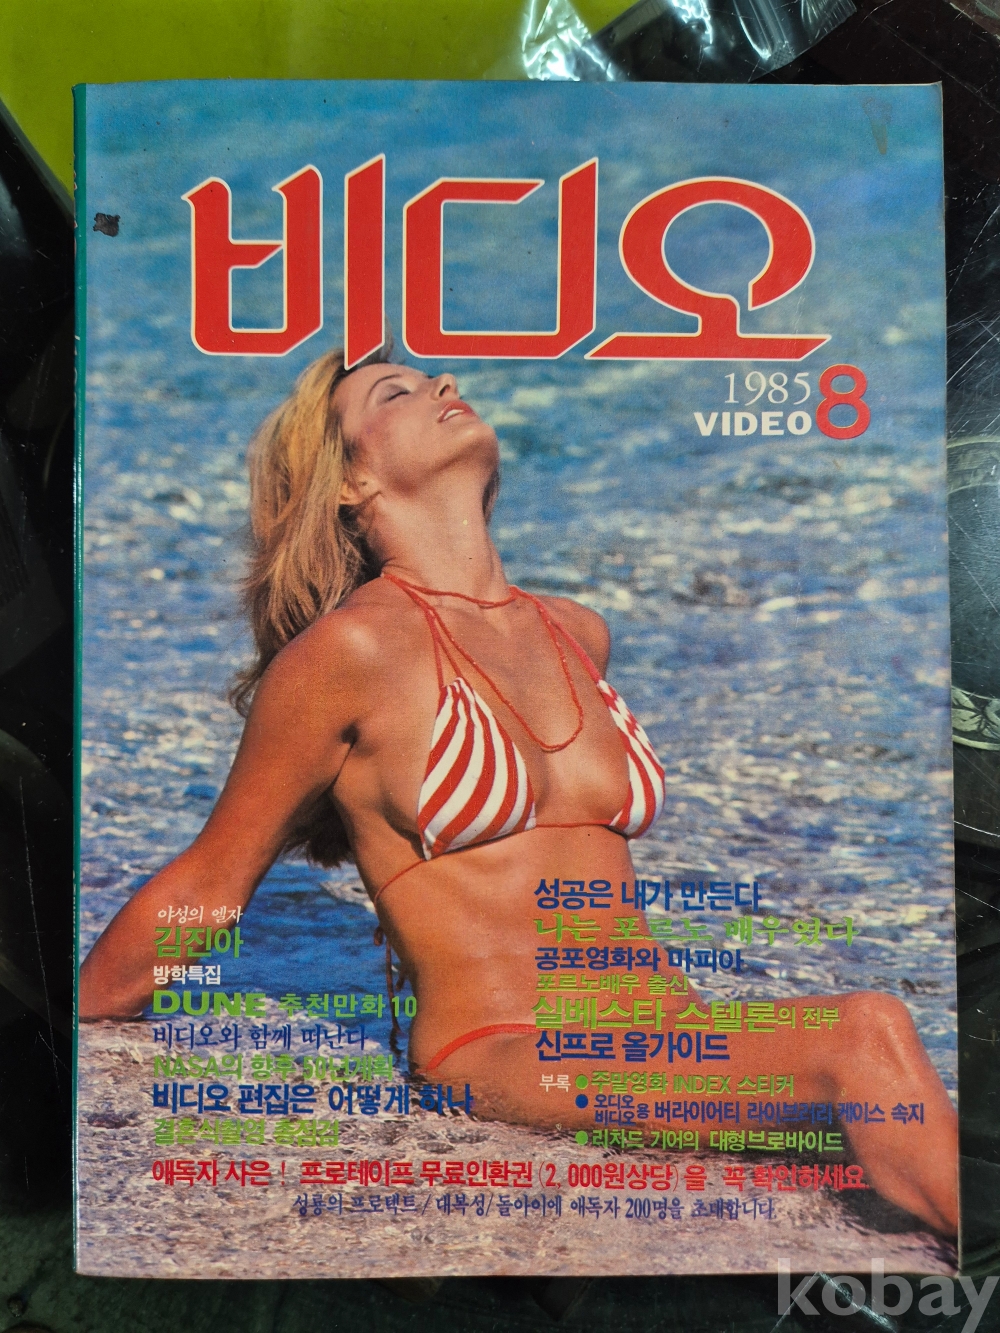 비디오
1985 8
VIDEO
야성의 엘자
김진아
방학특집
DUNE 추천만화 10
비디오와 함께 떠난다
NASA의 향후 50년계획
비디오 편집은 어떻게 하나
결혼식촬영 총점검
성공은 내가 만든다
나는 포르노 배우였다
공포영화와 마피아
포르노배우 출신
실베스타 스텔론의 전부
신프로 올가이드
부록 ●주말영화 INDEX 스티커
●오디오 비디오용 버라이어티 라이브러리 케이스 속지
●리차드 기어의 대형브로바이드
애독자 사은! 프로테이프 무료인환권(2,000원상당)을 꼭 확인하세요
성룡의 프로텍트/대복성/돌아이에 애독자 200명을 초대합니다.
kobay